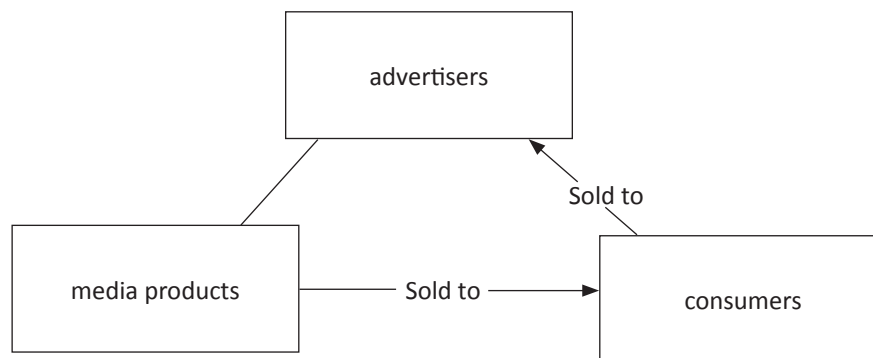 advertisers
Sold to
media products
Sold to
consumers